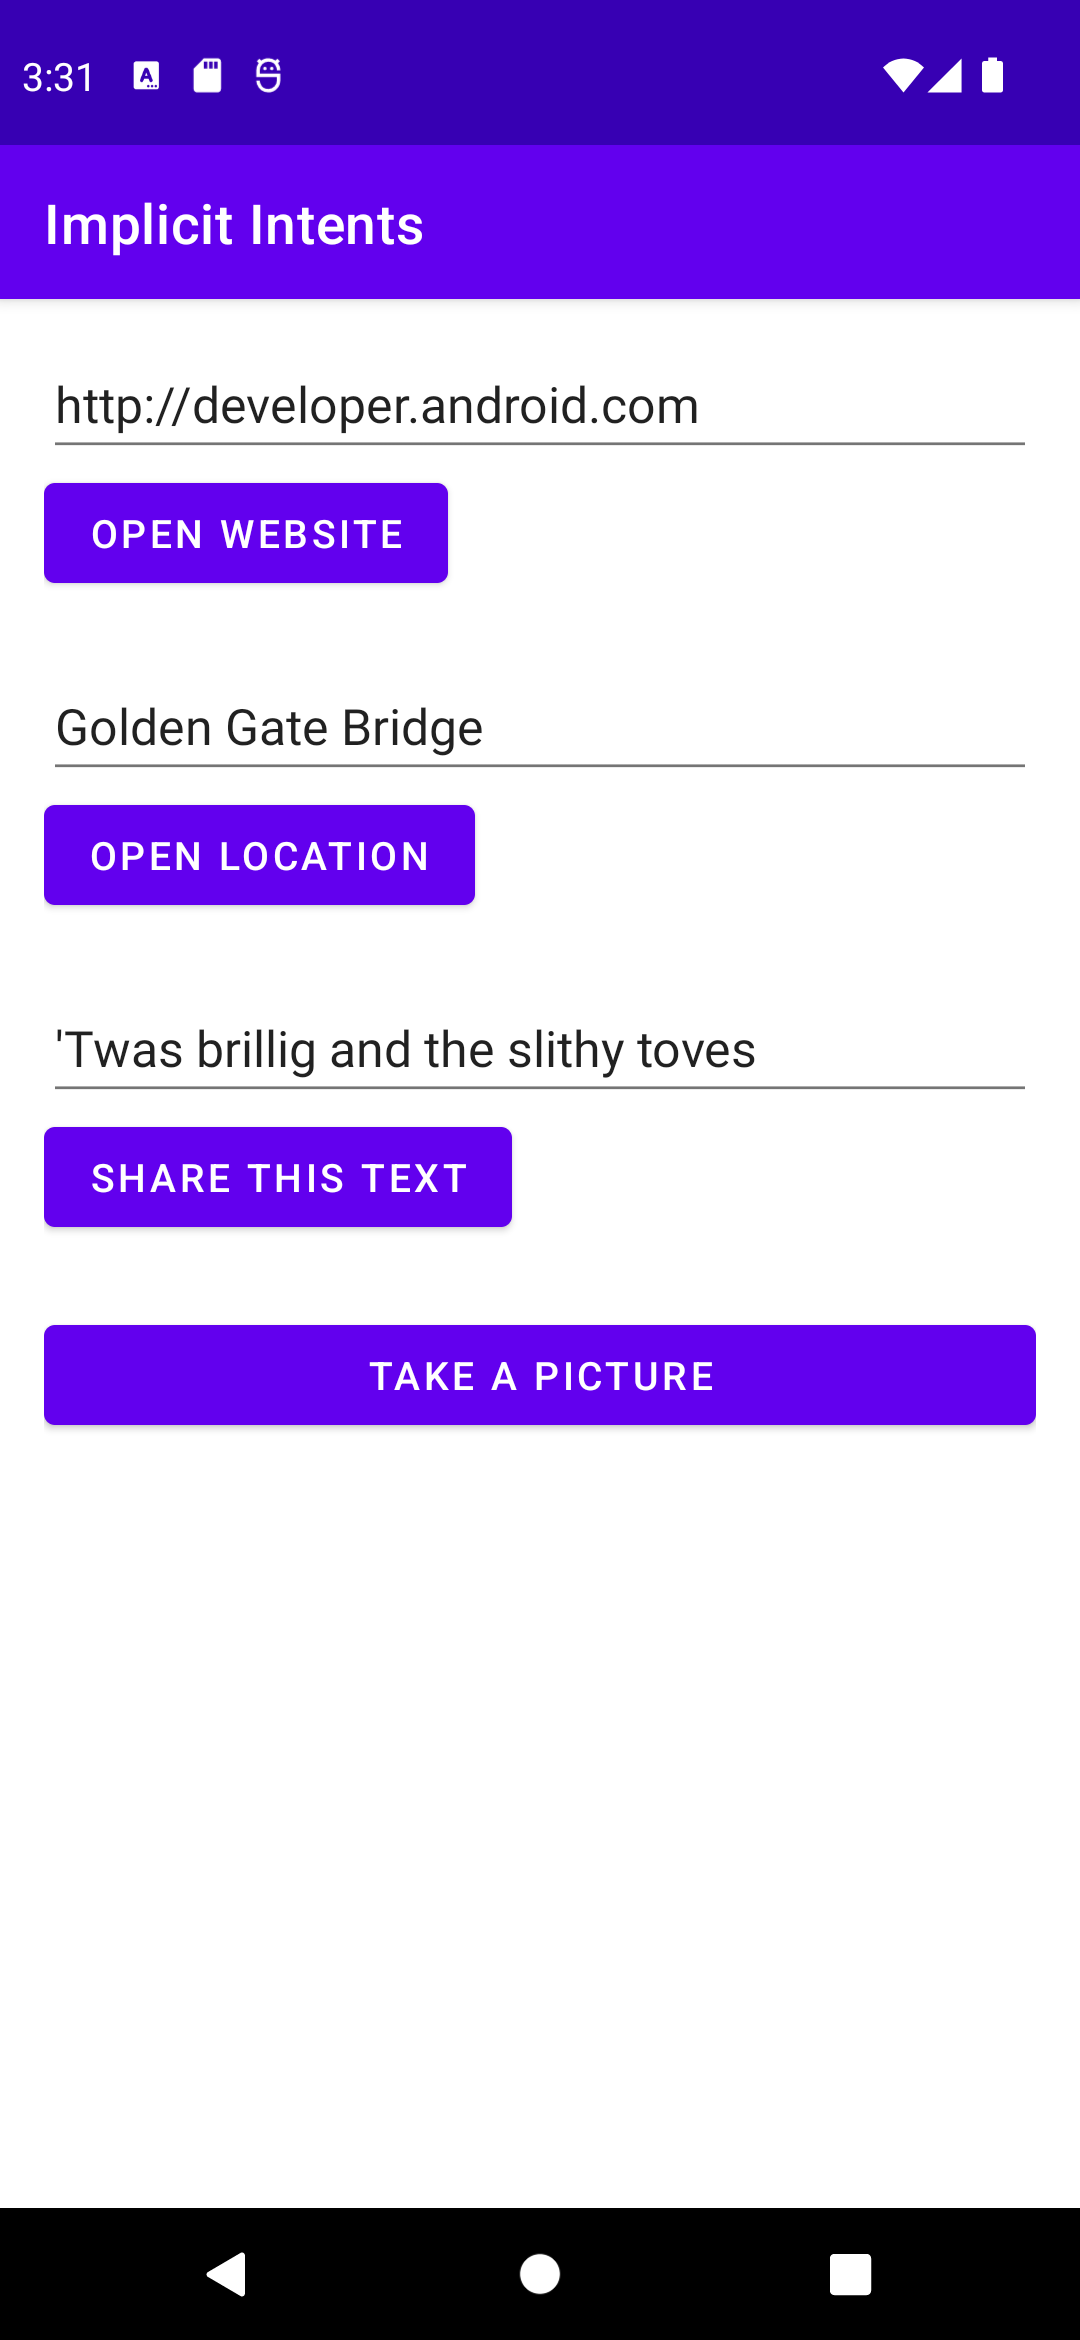 3:31
Implicit Intents
http://developer.android.com
OPEN WEBSITE
Golden Gate Bridge
OPEN LOCATION
'Twas brillig and the slithy toves
SHARE THIS TEXT
TAKE A PICTURE